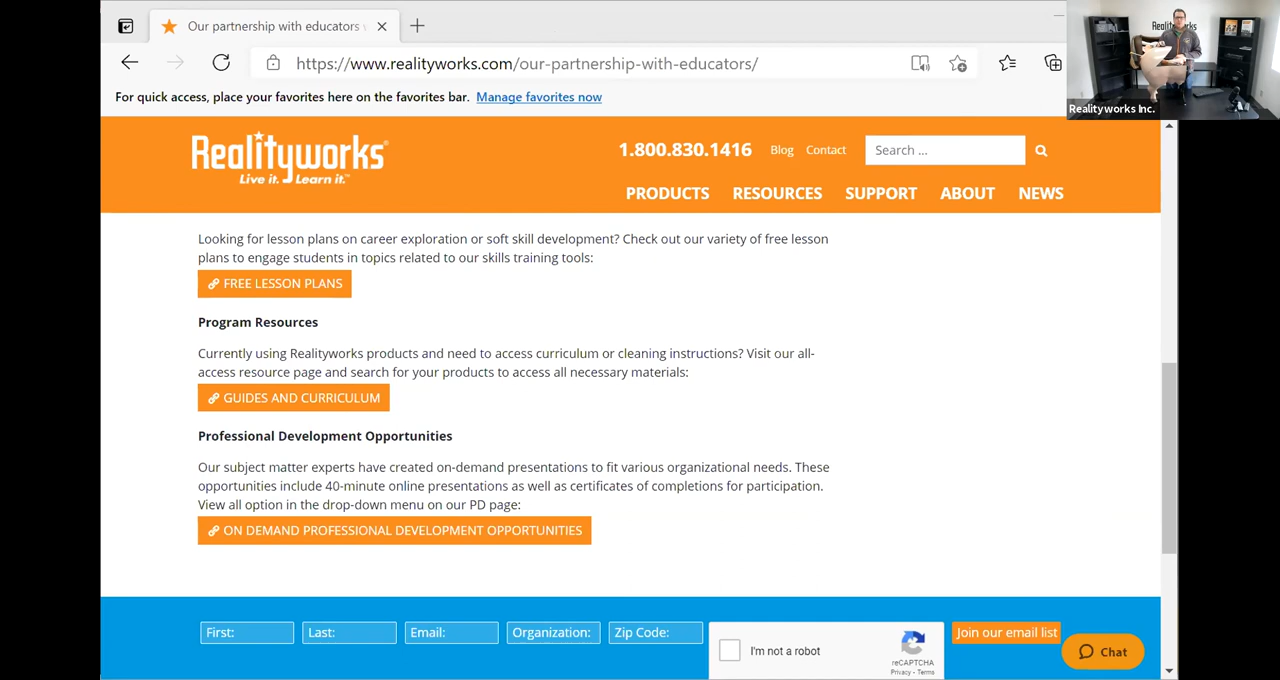 Our partnership with educators
https://www.realityworks.com/our-partnership-with-educators/
For quick access, place your favorites here on the favorites bar. Manage favorites now
Realityworks
Realityworks Inc.
Realityworks®
Live it. Learn it.™
1.800.830.1416 Blog Contact Search ...
PRODUCTS RESOURCES SUPPORT ABOUT NEWS
Looking for lesson plans on career exploration or soft skill development? Check out our variety of free lesson
plans to engage students in topics related to our skills training tools:
FREE LESSON PLANS
Program Resources
Currently using Realityworks products and need to access curriculum or cleaning instructions? Visit our all-
access resource page and search for your products to access all necessary materials:
GUIDES AND CURRICULUM
Professional Development Opportunities
Our subject matter experts have created on-demand presentations to fit various organizational needs. These
opportunities include 40-minute online presentations as well as certificates of completions for participation.
View all option in the drop-down menu on our PD page:
ON DEMAND PROFESSIONAL DEVELOPMENT OPPORTUNITIES
First: Last: Email: Organization: Zip Code:
I'm not a robot
reCAPTCHA
Privacy - Terms
Join our email list
Chat